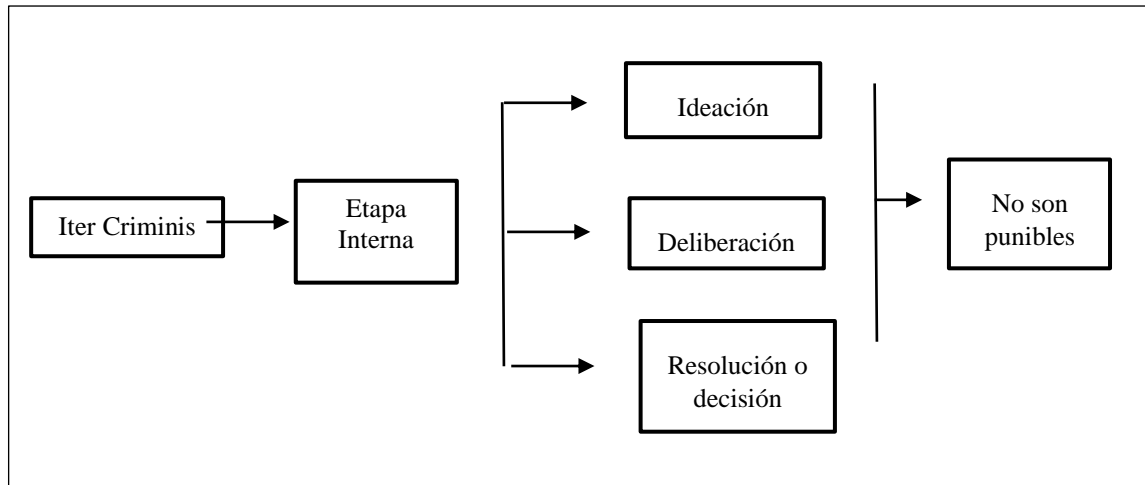 Iter Criminis
Etapa
Interna
Ideación
Deliberación
Resolución o
decisión
No son
punibles